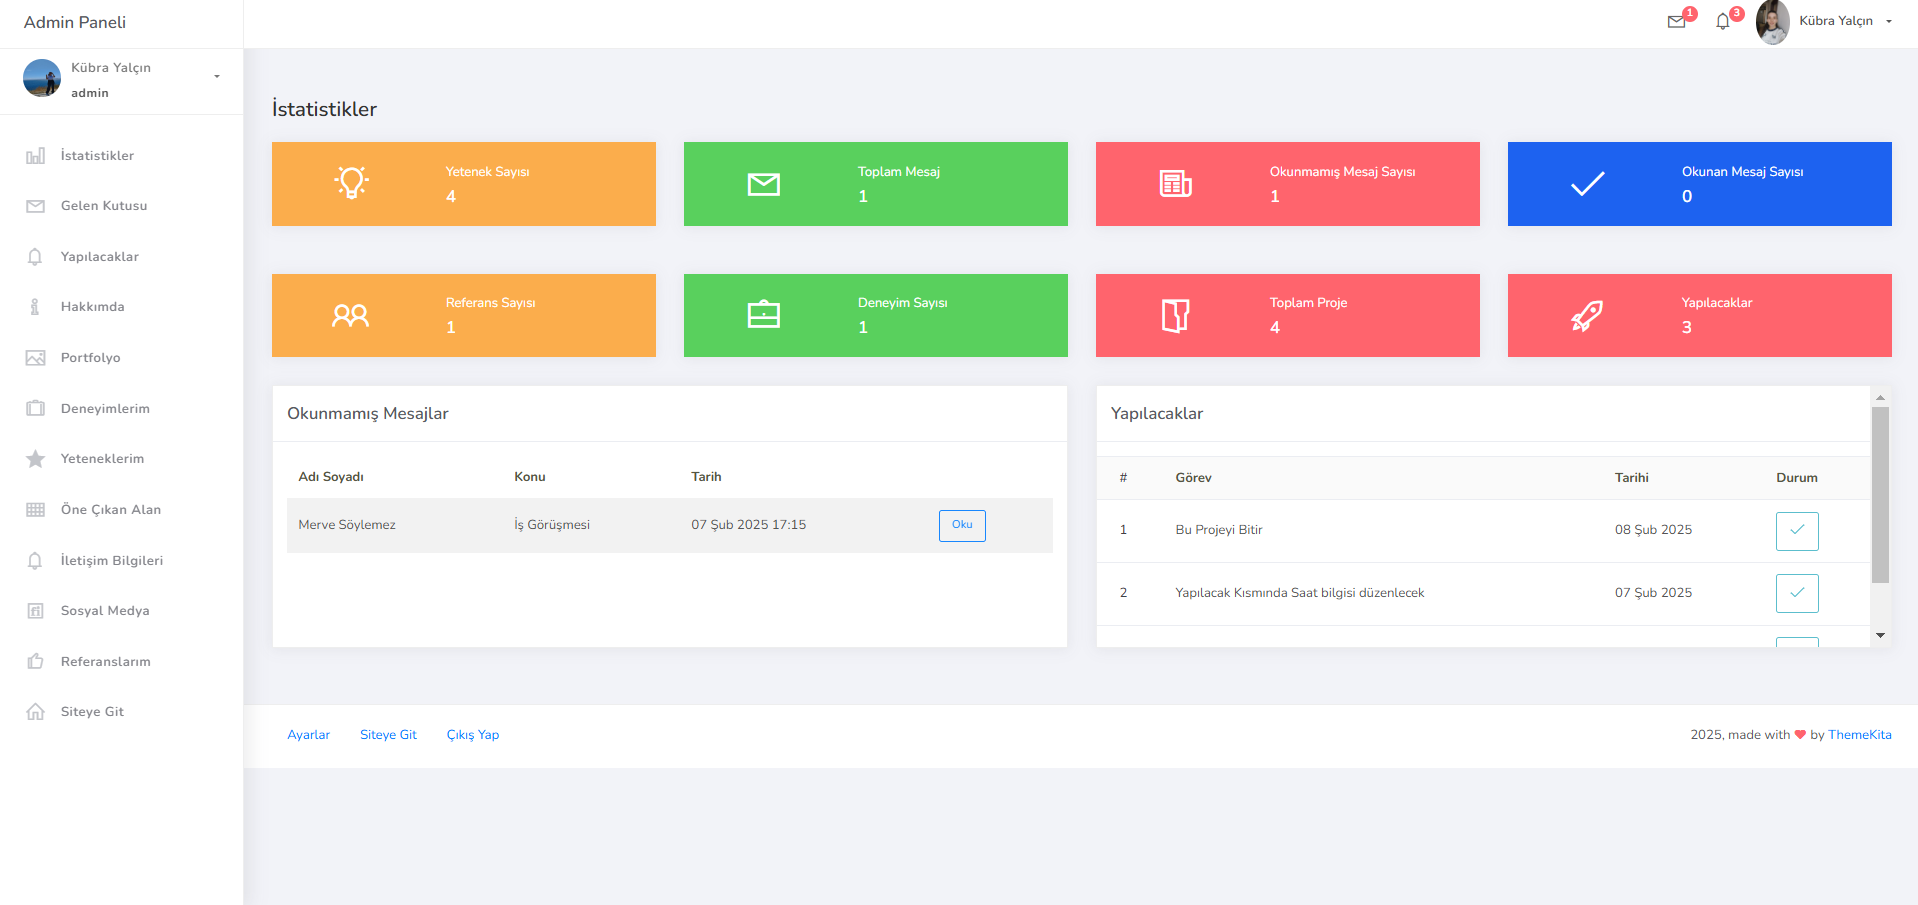 Admin Paneli
1
3
Kübra Yalçın
Kübra Yalçın
admin
İstatistikler
Gelen Kutusu
Yapılacaklar
Hakkımda
Portfolyo
Deneyimlerim
Yeteneklerim
Öne Çıkan Alan
İletişim Bilgileri
Sosyal Medya
Referanslarım
Siteye Git
İstatistikler
Yetenek Sayısı
4
Toplam Mesaj
1
Okunmamış Mesaj Sayısı
1
Okunan Mesaj Sayısı
0
Referans Sayısı
1
Deneyim Sayısı
1
Toplam Proje
4
Yapılacaklar
3
Okunmamış Mesajlar
Adı Soyadı Konu Tarih
Merve Söylemez İş Görüşmesi 07 Şub 2025 17:15 Oku
Yapılacaklar
# Görev Tarihi Durum
1 Bu Projeyi Bitir 08 Şub 2025
2 Yapılacak Kısmında Saat bilgisi düzenlecek 07 Şub 2025
Ayarlar Siteye Git Çıkış Yap
2025, made with ♥ by ThemeKita